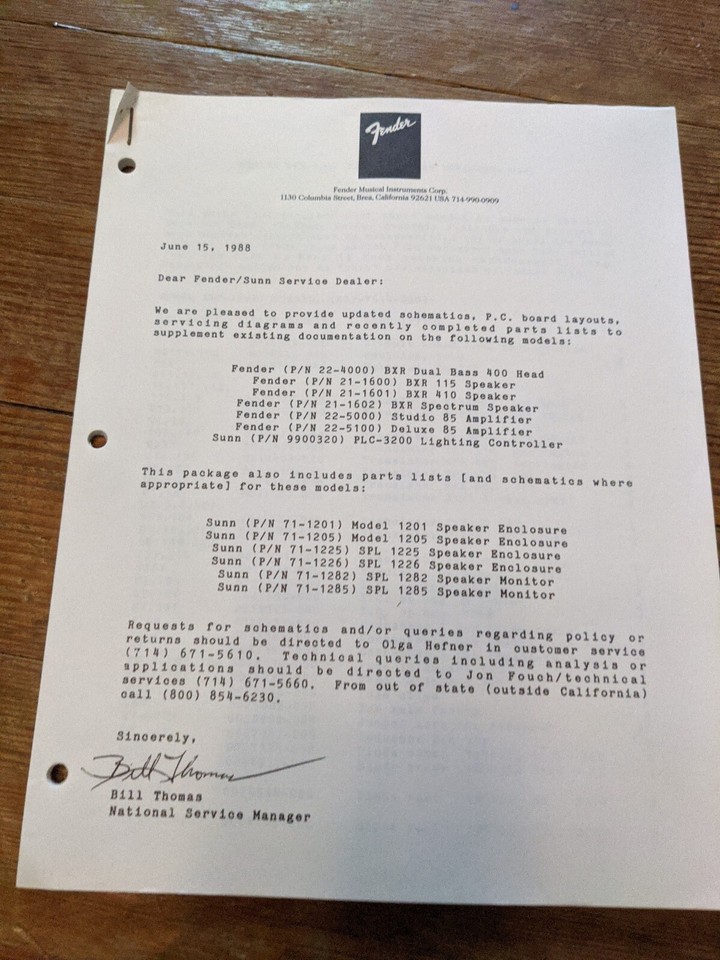 Fender
Fender Musical Instruments Corp.
1130 Columbia Street, Brea, California 92621 USA 714-990-0909
June 15, 1988
Dear Fender/Sunn Service Dealer:
We are pleased to provide updated schematics, P.C. board layouts,
servicing diagrams and recently completed parts lists to
supplement existing documentation on the following models:
Fender (P/N 22-4000) BXR Dual Bass 400 Head
Fender (P/N 21-1600) BXR 115 Speaker
Fender (P/N 21-1601) BXR 410 Speaker
Fender (P/N 21-1602) BXR Spectrum Speaker
Fender (P/N 22-5000) Studio 85 Amplifier
Fender (P/N 22-5100) Deluxe 85 Amplifier
Sunn (P/N 9900320) PLC-3200 Lighting Controller
This package also includes parts lists [and schematics where
appropriate] for these models:
Sunn (P/N 71-1201) Model 1201 Speaker Enclosure
Sunn (P/N 71-1205) Model 1205 Speaker Enclosure
Sunn (P/N 71-1225) SPL 1225 Speaker Enclosure
Sunn (P/N 71-1226) SPL 1226 Speaker Enclosure
Sunn (P/N 71-1282) SPL 1282 Speaker Monitor
Sunn (P/N 71-1285) SPL 1285 Speaker Monitor
Requests for schematics and/or queries regarding policy or
returns should be directed to Olga Hefner in customer service
(714) 671-5610. Technical queries including analysis or
applications should be directed to Jon Fouch/technical
services (714) 671-5660. From out of state (outside California)
call (800) 854-6230.
Sincerely,
Bill Thomas
Bill Thomas
National Service Manager